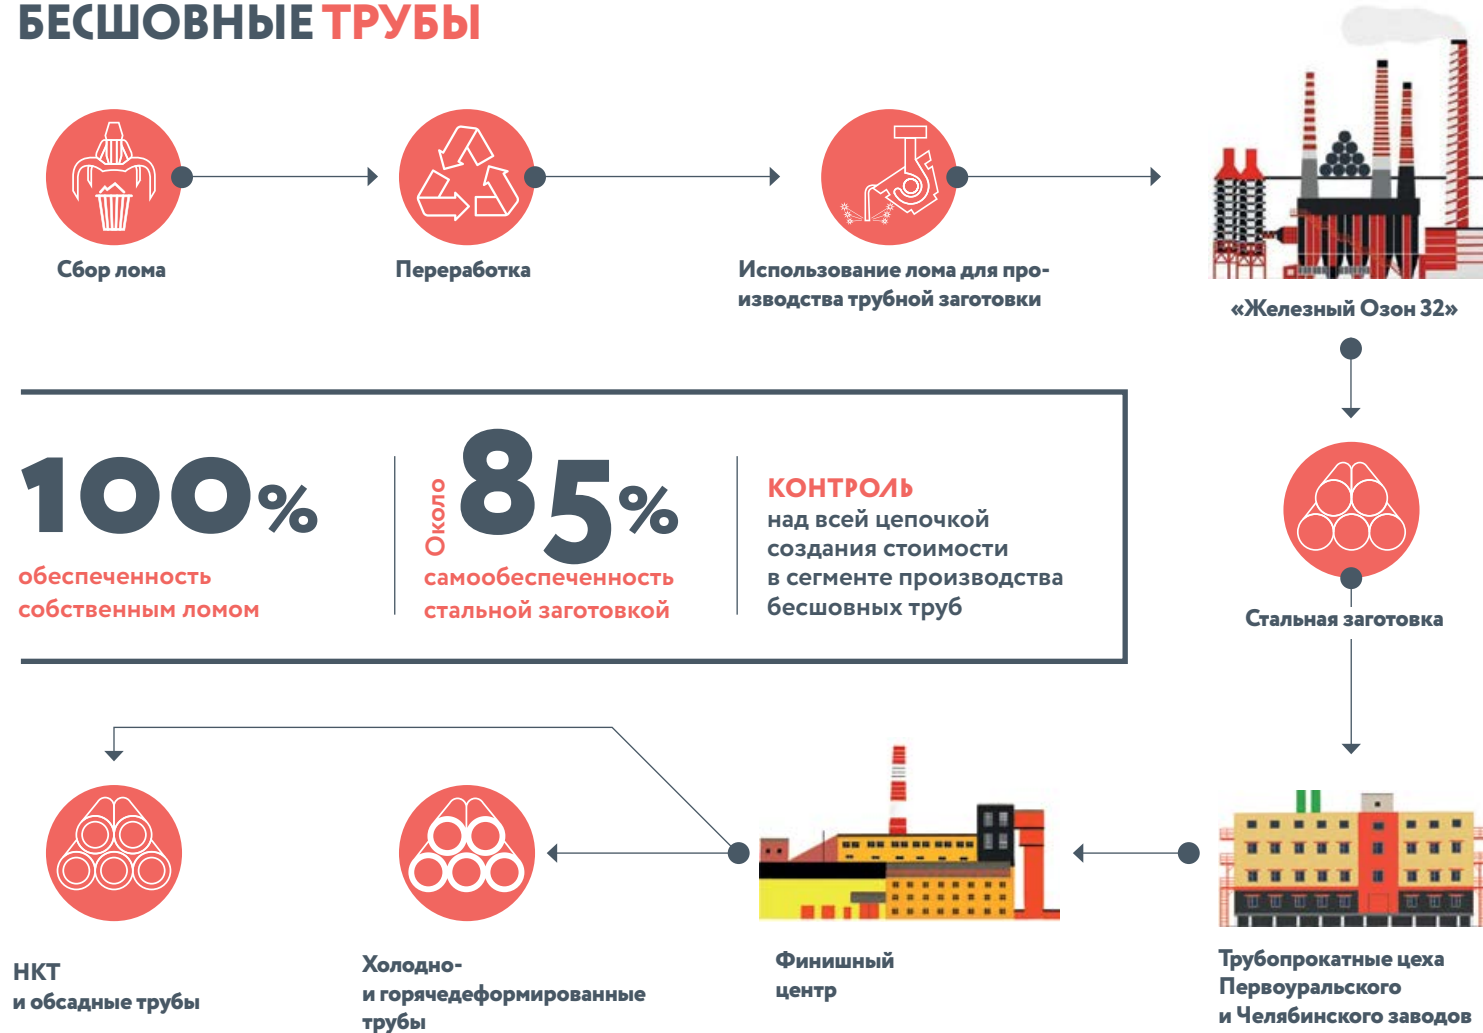 БЕСШОВНЫЕ ТРУБЫ
Сбор лома
Переработка
Использование лома для про-
изводства трубной заготовки
«Железный Озон 32»
100%
обеспеченность
собственным ломом
Около 85%
самообеспеченность
стальной заготовкой
КОНТРОЛЬ
над всей цепочкой
создания стоимости
в сегменте производства
бесшовных труб
Стальная заготовка
НКТ
и обсадные трубы
Холодно-
и горячедеформированные
трубы
Финишный
центр
Трубопрокатные цеха
Первоуральского
и Челябинского заводов